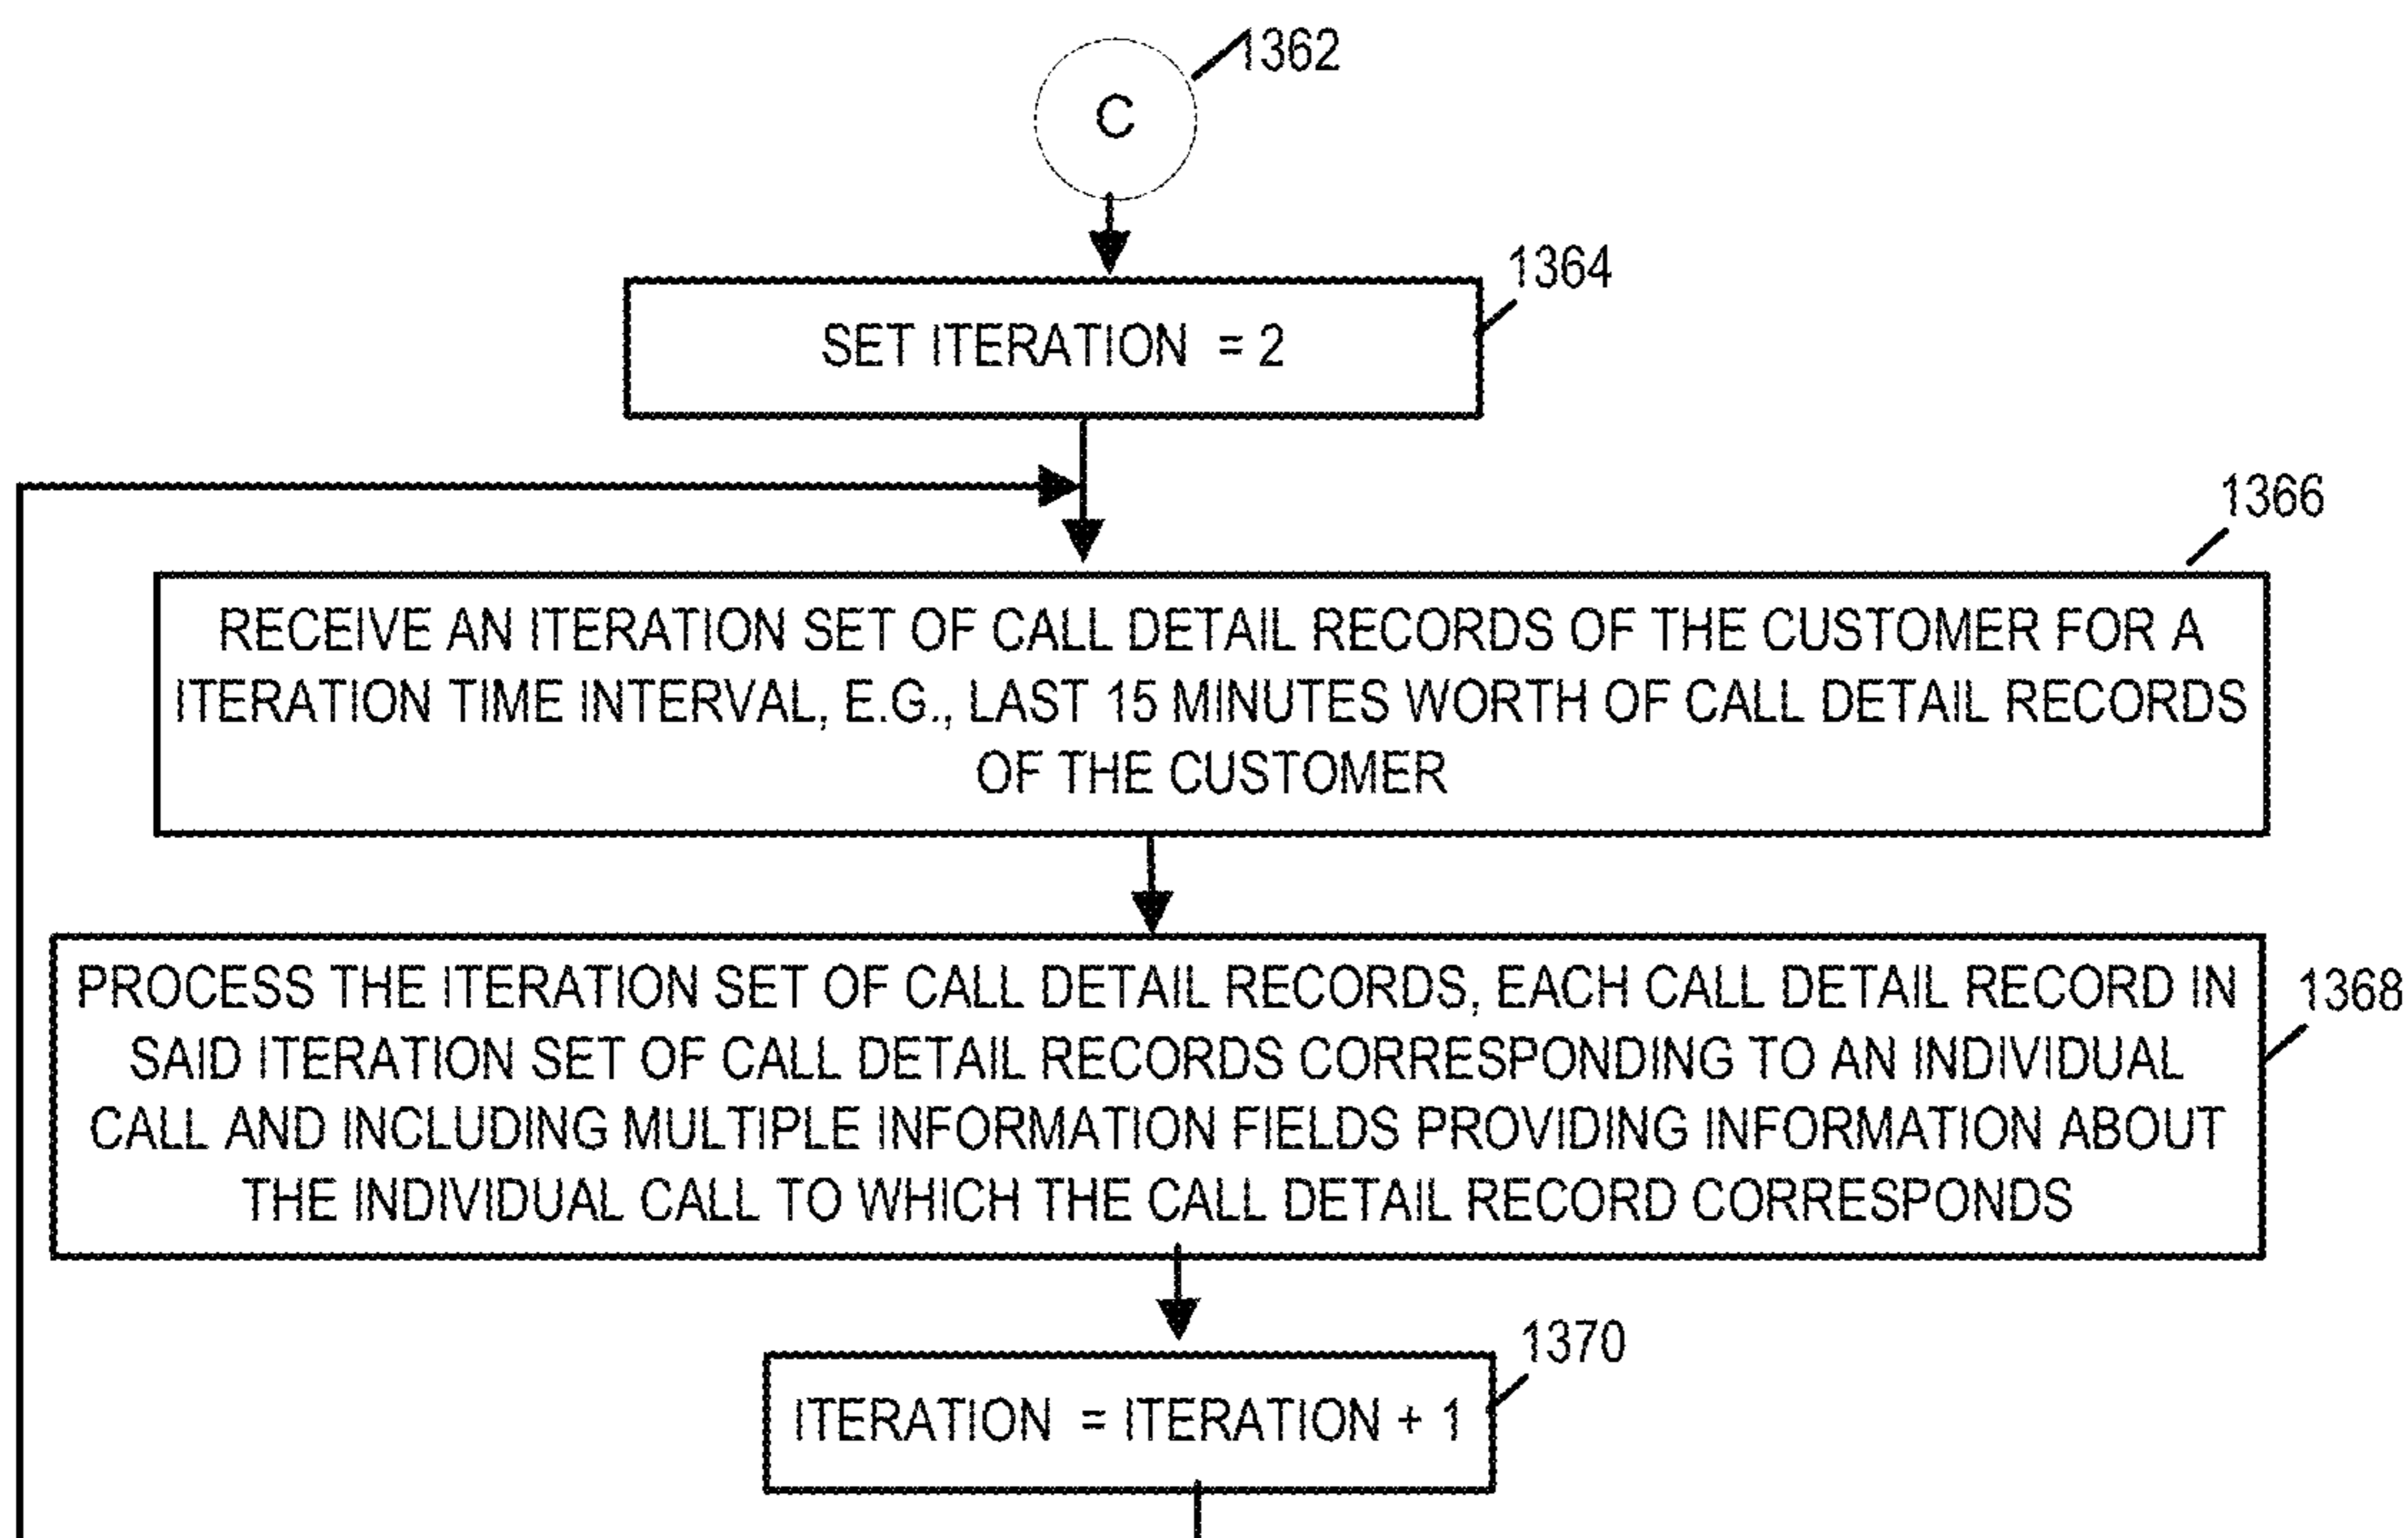 1362
C
1364
SET ITERATION = 2
1366
RECEIVE AN ITERATION SET OF CALL DETAIL RECORDS OF THE CUSTOMER FOR A
ITERATION TIME INTERVAL, E.G., LAST 15 MINUTES WORTH OF CALL DETAIL RECORDS
OF THE CUSTOMER
PROCESS THE ITERATION SET OF CALL DETAIL RECORDS, EACH CALL DETAIL RECORD IN
1368
SAID ITERATION SET OF CALL DETAIL RECORDS CORRESPONDING TO AN INDIVIDUAL
CALL AND INCLUDING MULTIPLE INFORMATION FIELDS PROVIDING INFORMATION ABOUT
THE INDIVIDUAL CALL TO WHICH THE CALL DETAIL RECORD CORRESPONDS
1370
ITERATION = ITERATION + 1